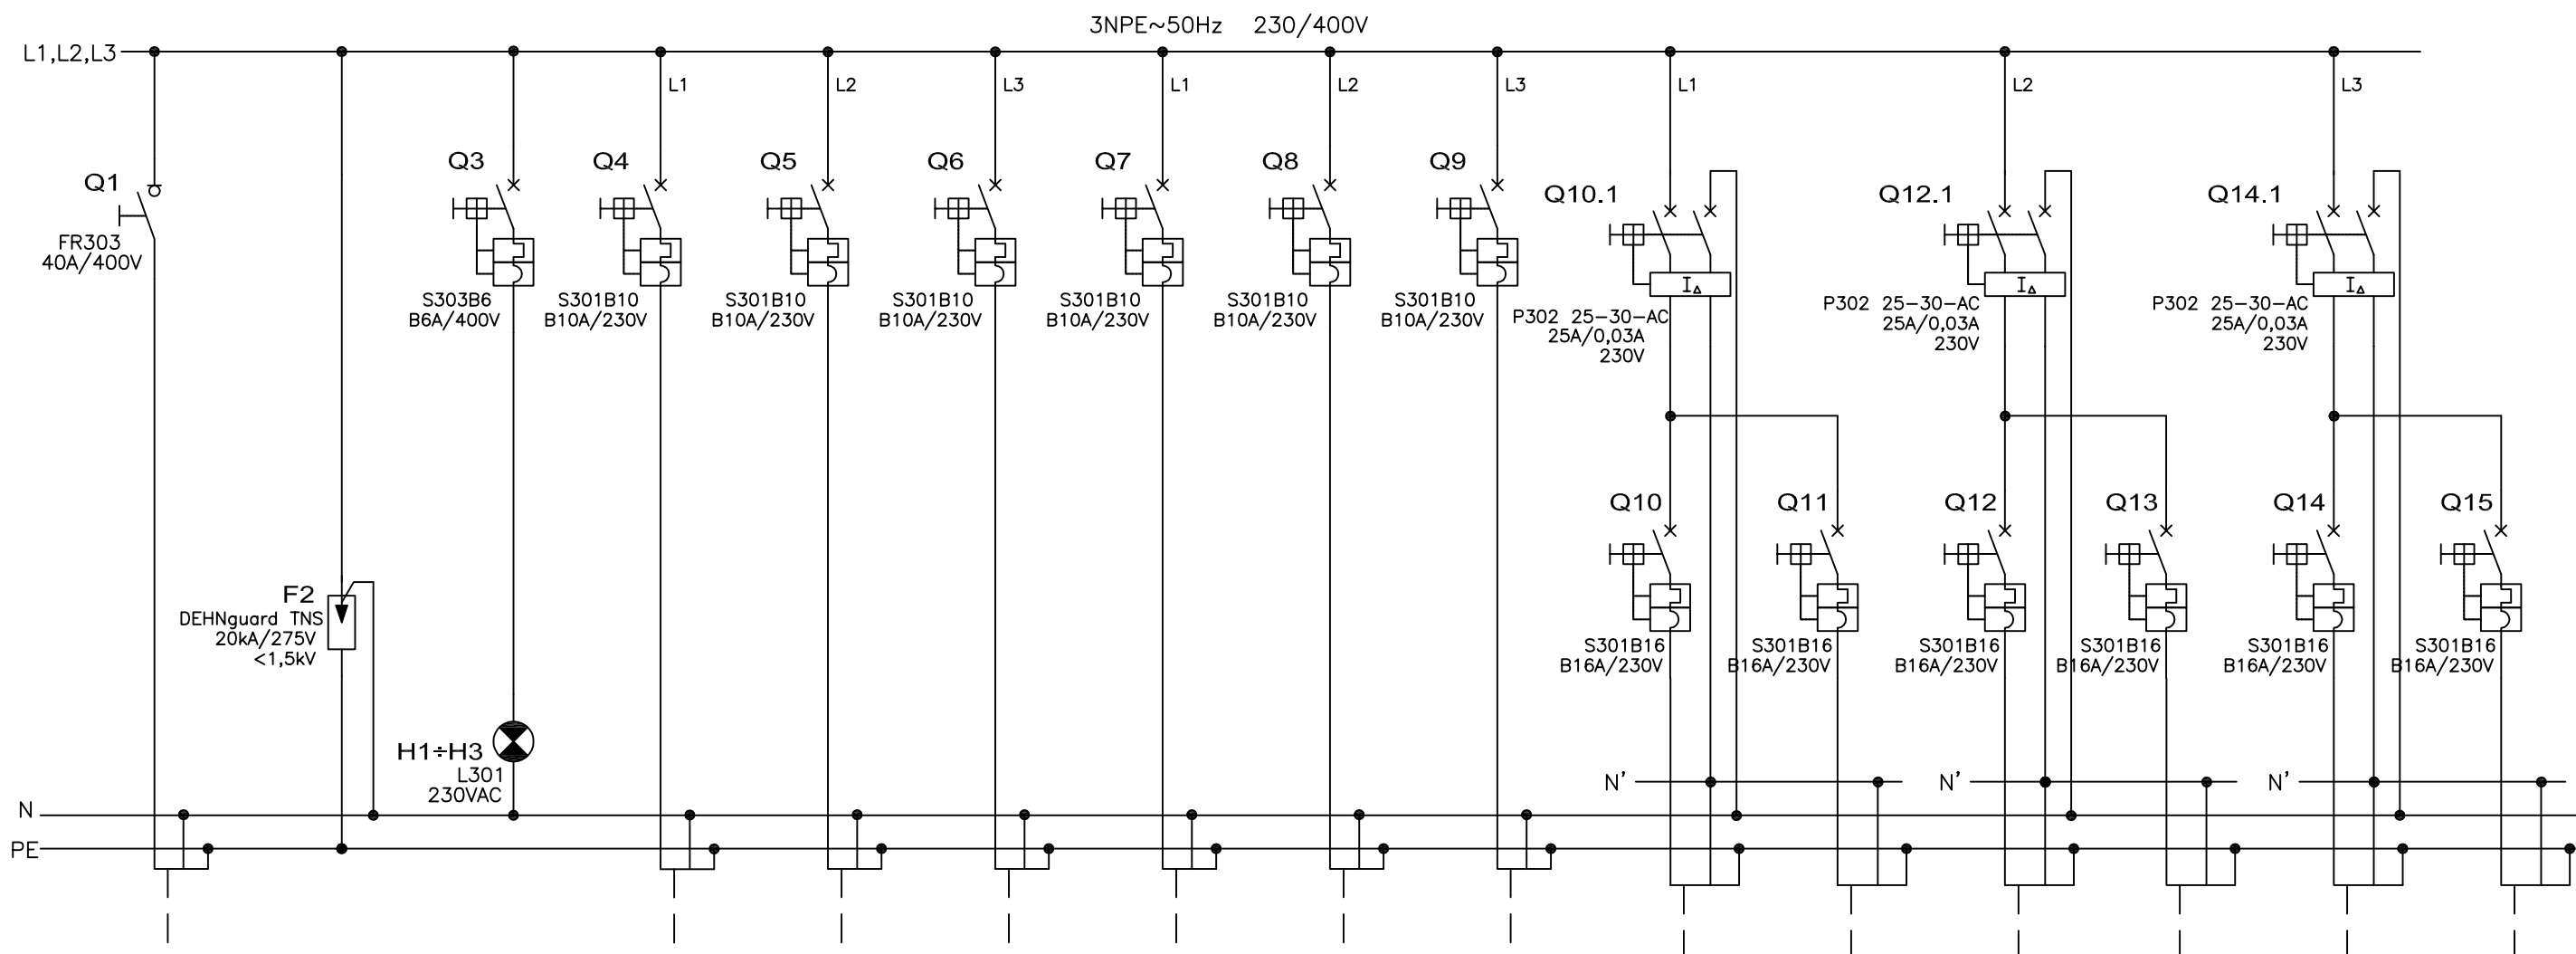 3NPE~50Hz 230/400V
L1,L2,L3
L1
L2
L3
L1
L2
L3
L1
L2
L3
Q1
FR303
40A/400V
F2
DEHNguard TNS
20kA/275V
<1,5kV
Q3
S303B6
B6A/400V
H1÷H3
L301
230VAC
Q4
S301B10
B10A/230V
Q5
S301B10
B10A/230V
Q6
S301B10
B10A/230V
Q7
S301B10
B10A/230V
Q8
S301B10
B10A/230V
Q9
S301B10
B10A/230V
Q10.1
I∆
P302 25-30-AC
25A/0,03A
230V
Q10
S301B16
B16A/230V
Q11
S301B16
B16A/230V
N'
Q12.1
I∆
P302 25-30-AC
25A/0,03A
230V
Q12
S301B16
B16A/230V
Q13
S301B16
B16A/230V
N'
Q14.1
I∆
P302 25-30-AC
25A/0,03A
230V
Q14
S301B16
B16A/230V
Q15
S301B16
B16A/230V
N'
N
PE